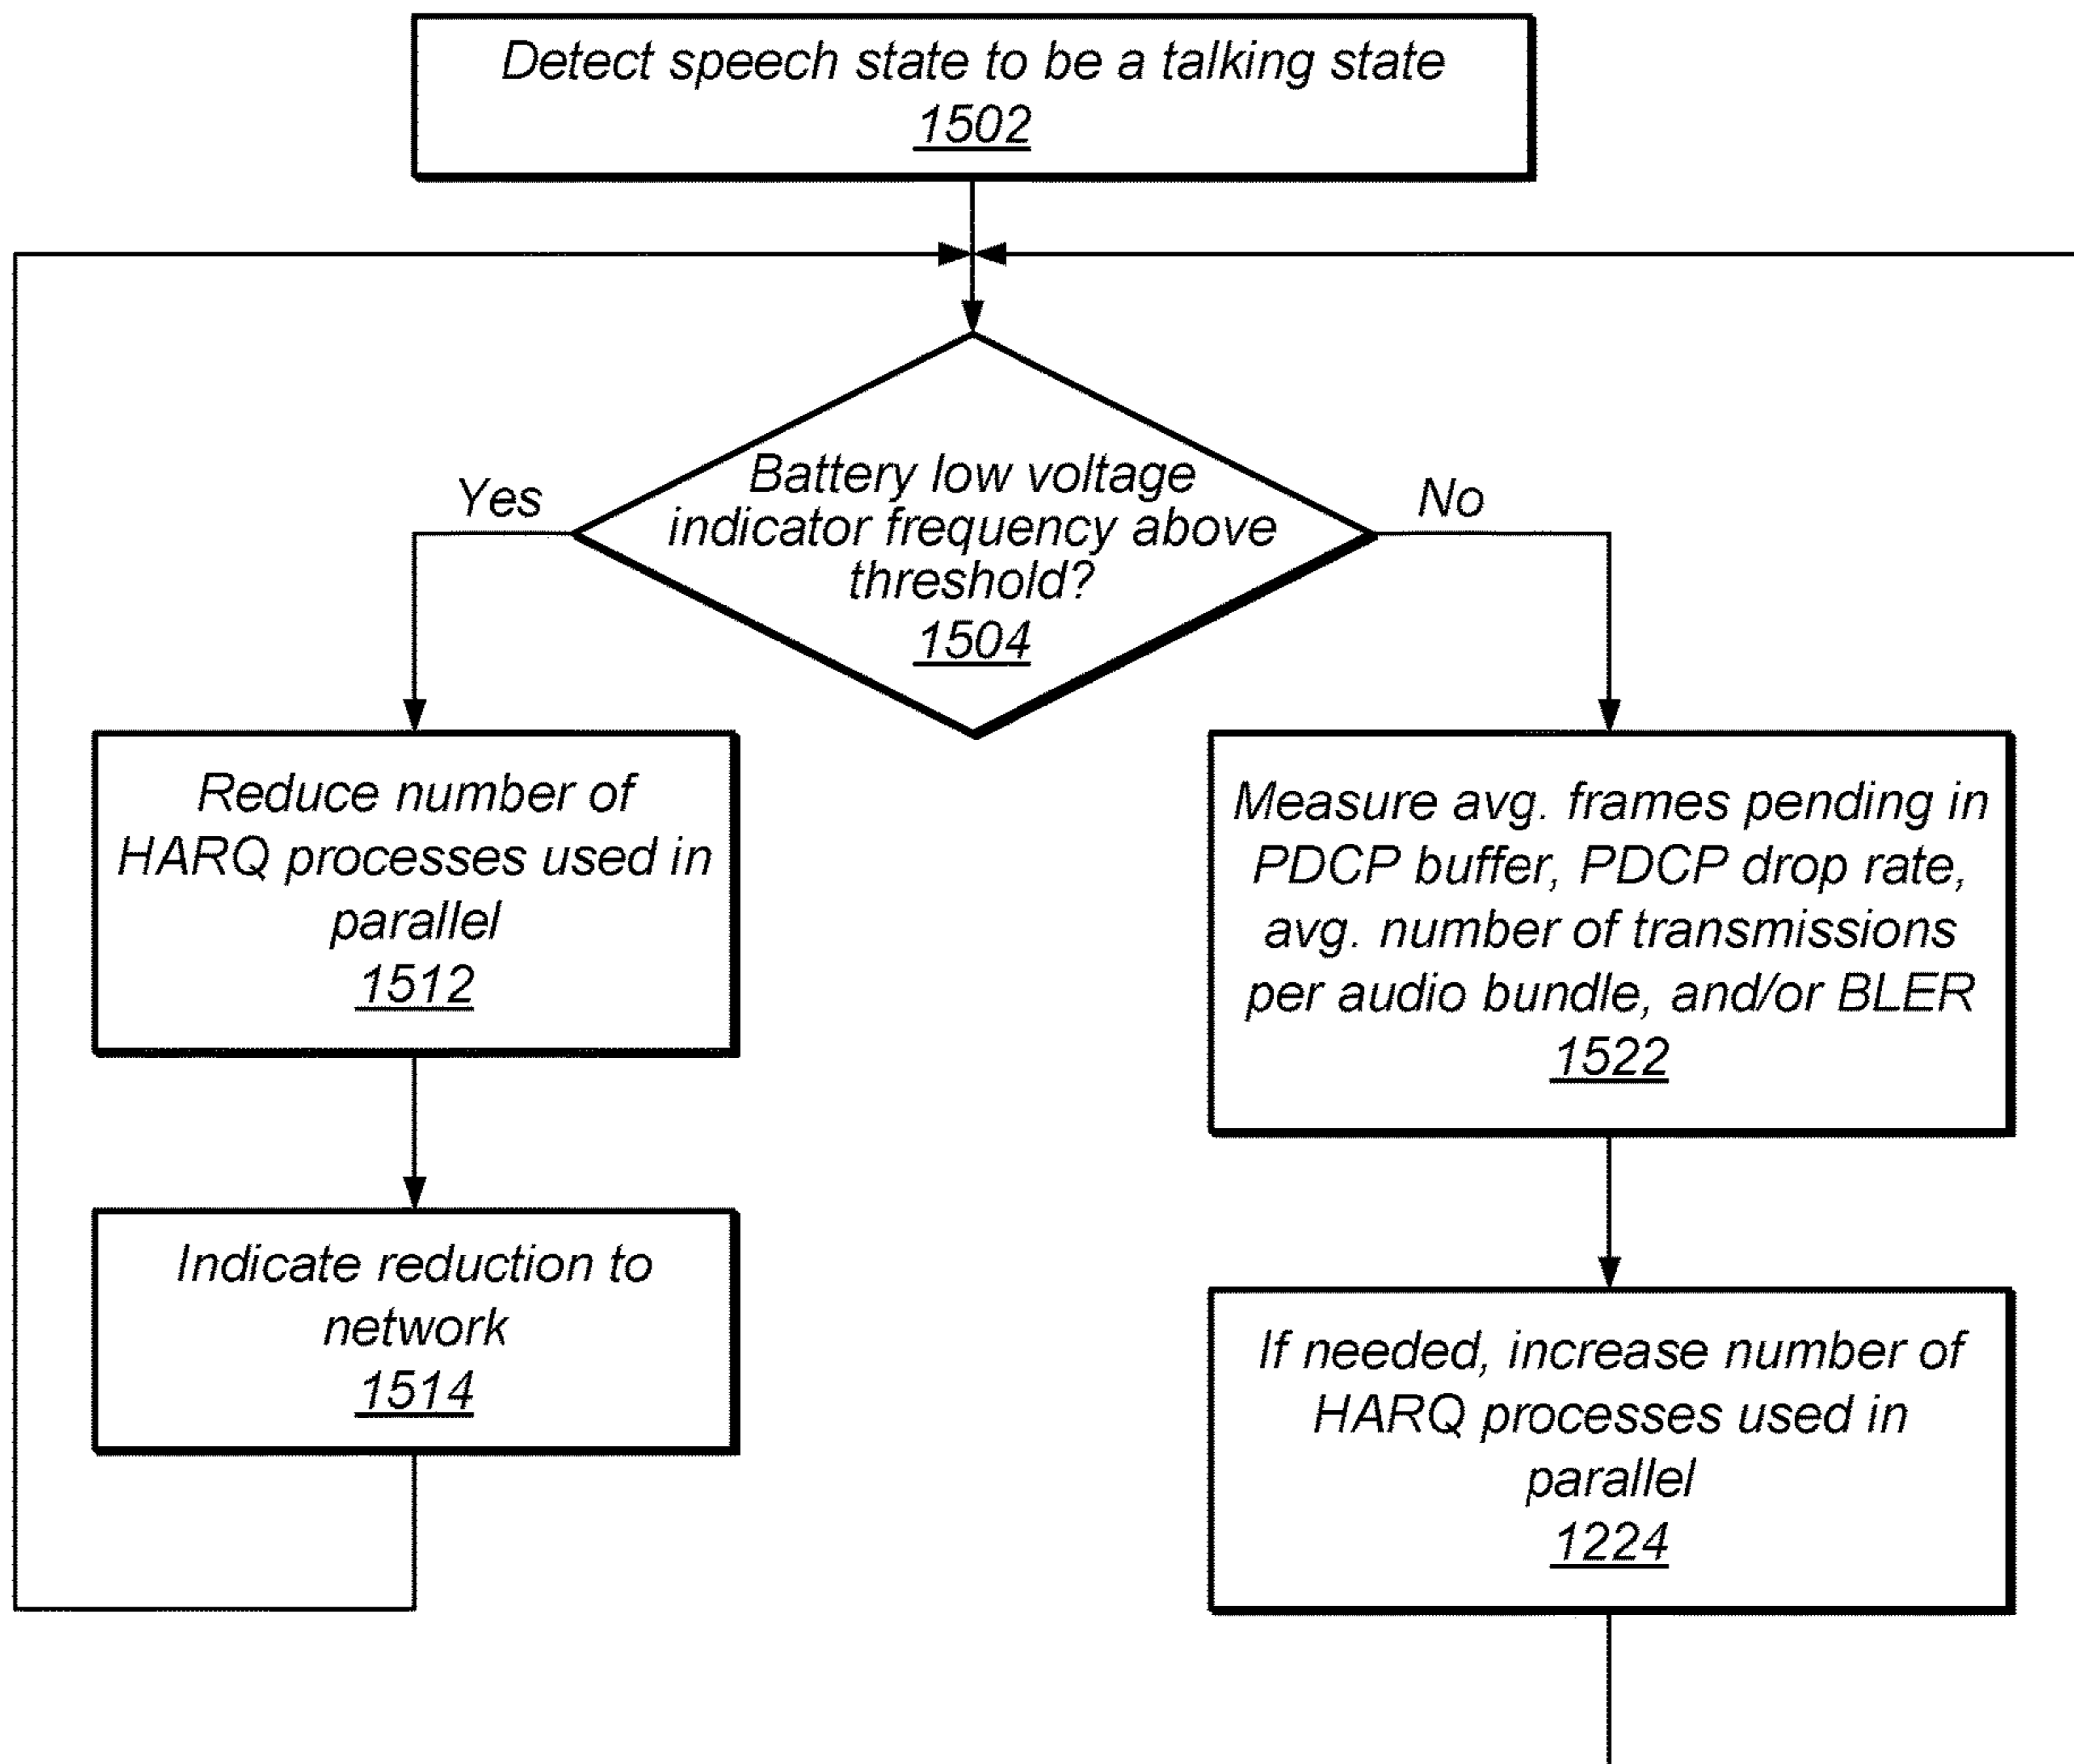 Detect speech state to be a talking state
1502
Battery low voltage
indicator frequency above
threshold?
1504
Yes
No
Reduce number of
HARQ processes used in
parallel
1512
Measure avg. frames pending in
PDCP buffer, PDCP drop rate,
avg. number of transmissions
per audio bundle, and/or BLER
1522
Indicate reduction to
network
1514
If needed, increase number of
HARQ processes used in
parallel
1224